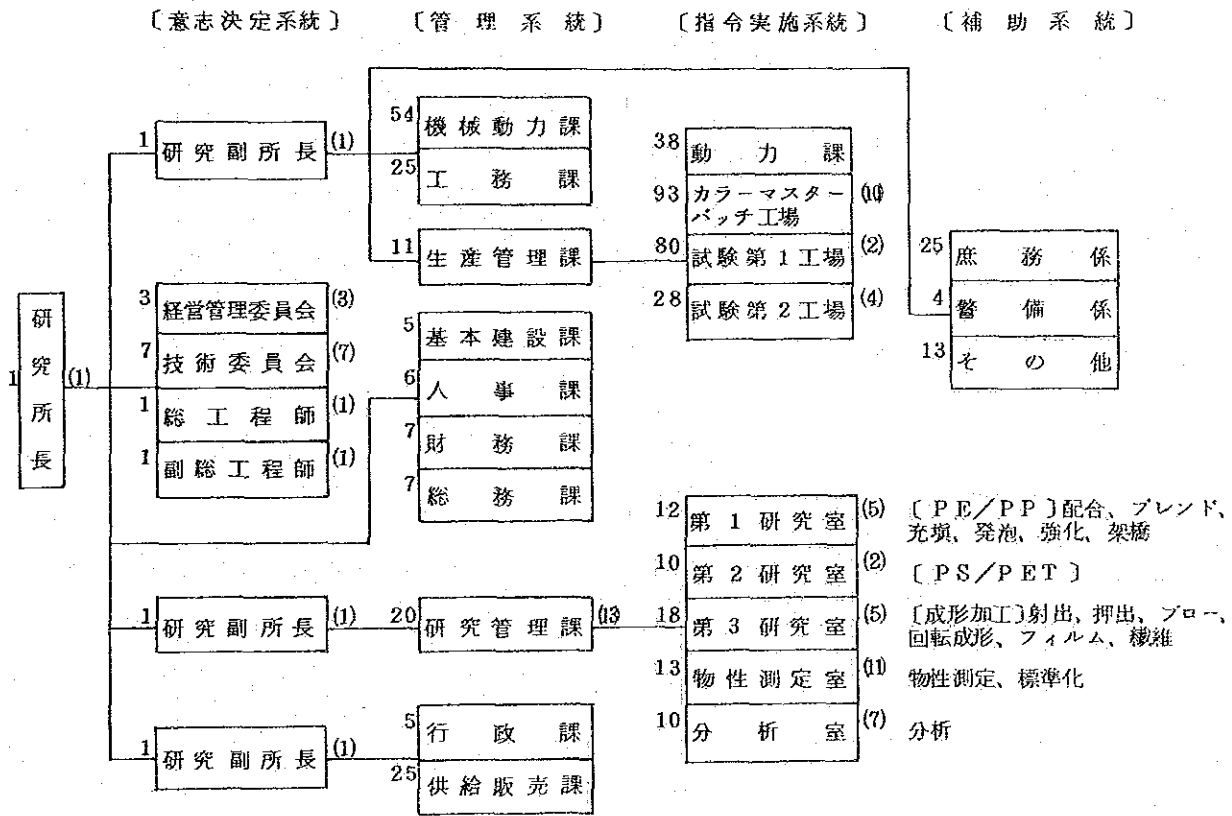 〔意志決定系統〕 〔管理系統〕 〔指令実施系統〕 〔補助系統〕
1 研究所長 (1)
1 研究副所長 (1)
3 経営管理委員会 (3)
7 技術委員会 (7)
1 総工程師 (1)
1 副総工程師 (1)
1 研究副所長 (1)
1 研究副所長 (1)
54 機械動力課
25 工務課
11 生産管理課
5 基本建設課
6 人事課
7 財務課
7 総務課
20 研究管理課 (13)
5 行政課
25 供給販売課
38 動力課
93 カラーマスター (10)
バッチ工場
80 試験第1工場 (2)
28 試験第2工場 (4)
12 第1研究室 (5) 〔PE/PP〕配合、ブレンド、
充填、発泡、強化、架橋
10 第2研究室 (2) 〔PS/PET〕
18 第3研究室 (5) 〔成形加工〕射出、押出、ブロー、
回転成形、フィルム、繊維
13 物性測定室 (11) 物性測定、標準化
10 分析室 (7) 分析
25 庶務係
4 警備係
13 その他